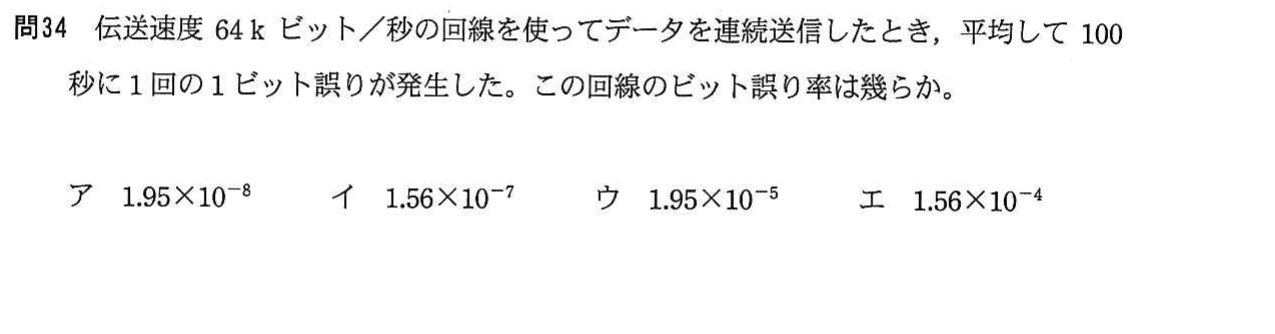 問34 伝送速度 64 k ビット／秒の回線を使ってデータを連続送信したとき，平均して 100
秒に 1 回の 1 ビット誤りが発生した。この回線のビット誤り率は幾らか。
ア 1.95×10⁻⁸ イ 1.56×10⁻⁷ ウ 1.95×10⁻⁵ エ 1.56×10⁻⁴